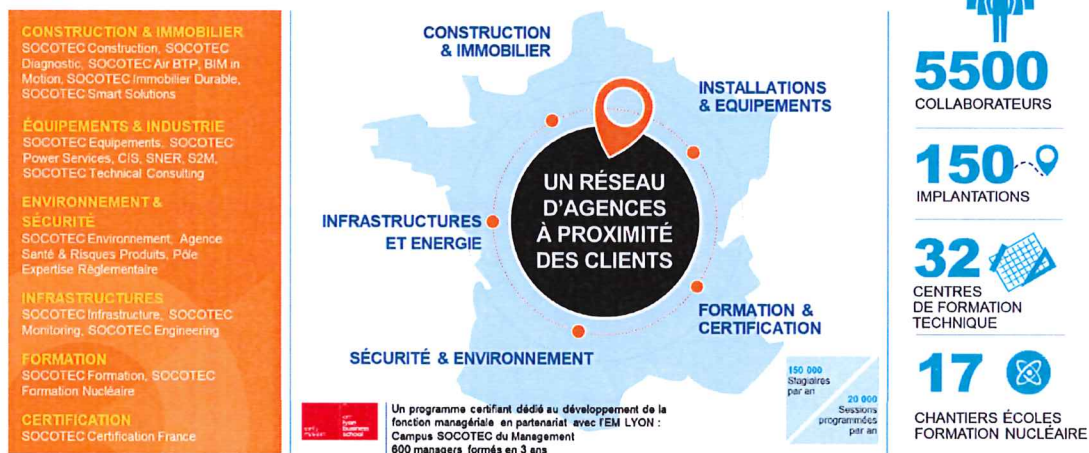 CONSTRUCTION & IMMOBILIER
SOCOTEC Construction, SOCOTEC
Diagnostic, SOCOTEC Air BTP, BIM in
Motion, SOCOTEC Immobilier Durable,
SOCOTEC Smart Solutions
ÉQUIPEMENTS & INDUSTRIE
SOCOTEC Equipements, SOCOTEC
Power Services, CIS, SNER, S2M,
SOCOTEC Technical Consulting
ENVIRONNEMENT &
SÉCURITÉ
SOCOTEC Environnement, Agence
Santé & Risques Produits, Pôle
Expertise Règlementaire
INFRASTRUCTURES
SOCOTEC Infrastructure, SOCOTEC
Monitoring, SOCOTEC Engineering
FORMATION
SOCOTEC Formation, SOCOTEC
Formation Nucléaire
CERTIFICATION
SOCOTEC Certification France
CONSTRUCTION
& IMMOBILIER
INSTALLATIONS
& EQUIPEMENTS
UN RÉSEAU
D'AGENCES
À PROXIMITÉ
DES CLIENTS
INFRASTRUCTURES
ET ENERGIE
FORMATION &
CERTIFICATION
SÉCURITÉ & ENVIRONNEMENT
150 000
Stagiaires
par an
20 000
Sessions
programmées
par an
lyon
business
school
Un programme certifiant dédié au développement de la
fonction managériale en partenariat avec l'EM LYON :
Campus SOCOTEC du Management
600 managers formés en 3 ans
5500
COLLABORATEURS
150
IMPLANTATIONS
32
CENTRES
DE FORMATION
TECHNIQUE
17
CHANTIERS ÉCOLES
FORMATION NUCLÉAIRE